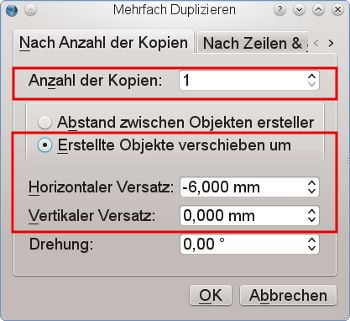 Mehrfach Duplizieren
Nach Anzahl der Kopien Nach Zeilen &
Anzahl der Kopien: 1
Abstand zwischen Objekten ersteller
Erstellte Objekte verschieben um
Horizontaler Versatz: -6,000 mm
Vertikaler Versatz: 0,000 mm
Drehung: 0,00 °
OK Abbrechen